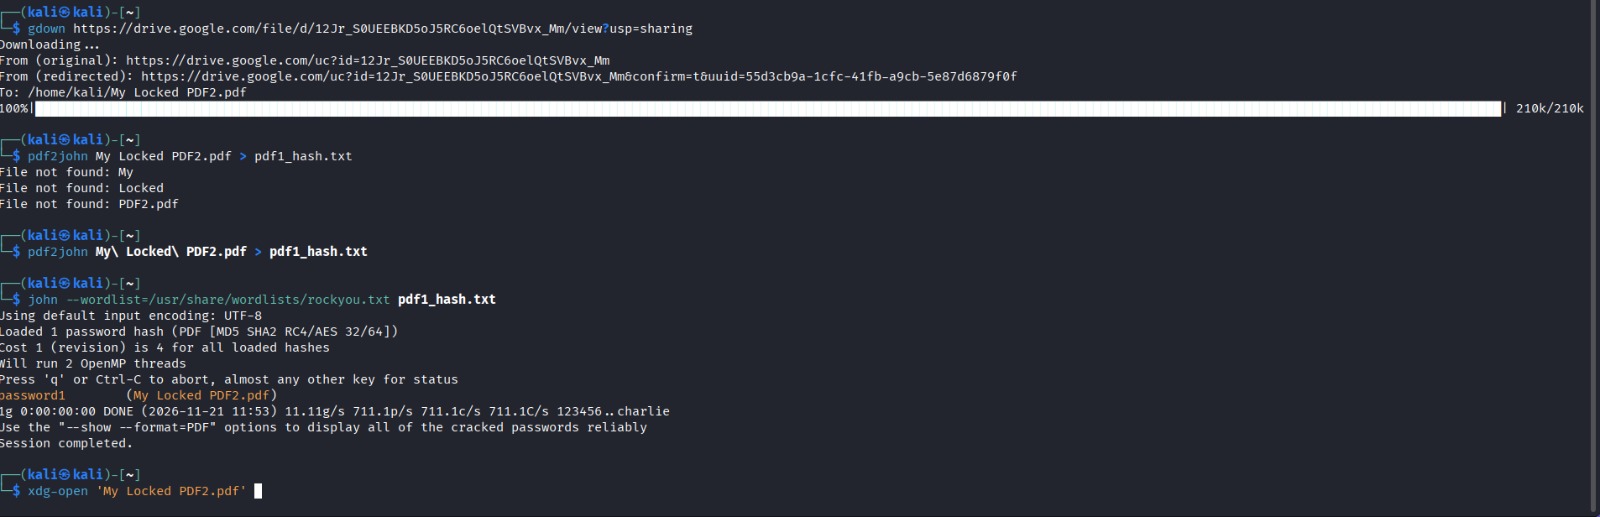 ┌──(kali㉿kali)-[~]
└─$ gdown https://drive.google.com/file/d/12Jr_S0UEEBKD5oJ5RC6oelQtSVBvx_Mm/view?usp=sharing
Downloading...
From (original): https://drive.google.com/uc?id=12Jr_S0UEEBKD5oJ5RC6oelQtSVBvx_Mm
From (redirected): https://drive.google.com/uc?id=12Jr_S0UEEBKD5oJ5RC6oelQtSVBvx_Mm&confirm=t&uuid=55d3cb9a-1cfc-41fb-a9cb-5e87d6879f0f
To: /home/kali/My Locked PDF2.pdf
100%| | 210k/210k
┌──(kali㉿kali)-[~]
└─$ pdf2john My Locked PDF2.pdf > pdf1_hash.txt
File not found: My
File not found: Locked
File not found: PDF2.pdf
┌──(kali㉿kali)-[~]
└─$ pdf2john My\ Locked\ PDF2.pdf > pdf1_hash.txt
┌──(kali㉿kali)-[~]
└─$ john --wordlist=/usr/share/wordlists/rockyou.txt pdf1_hash.txt
Using default input encoding: UTF-8
Loaded 1 password hash (PDF [MD5 SHA2 RC4/AES 32/64])
Cost 1 (revision) is 4 for all loaded hashes
Will run 2 OpenMP threads
Press 'q' or Ctrl-C to abort, almost any other key for status
password1        (My Locked PDF2.pdf)
1g 0:00:00:00 DONE (2026-11-21 11:53) 11.11g/s 711.1p/s 711.1c/s 711.1C/s 123456..charlie
Use the "--show --format=PDF" options to display all of the cracked passwords reliably
Session completed.
┌──(kali㉿kali)-[~]
└─$ xdg-open 'My Locked PDF2.pdf'